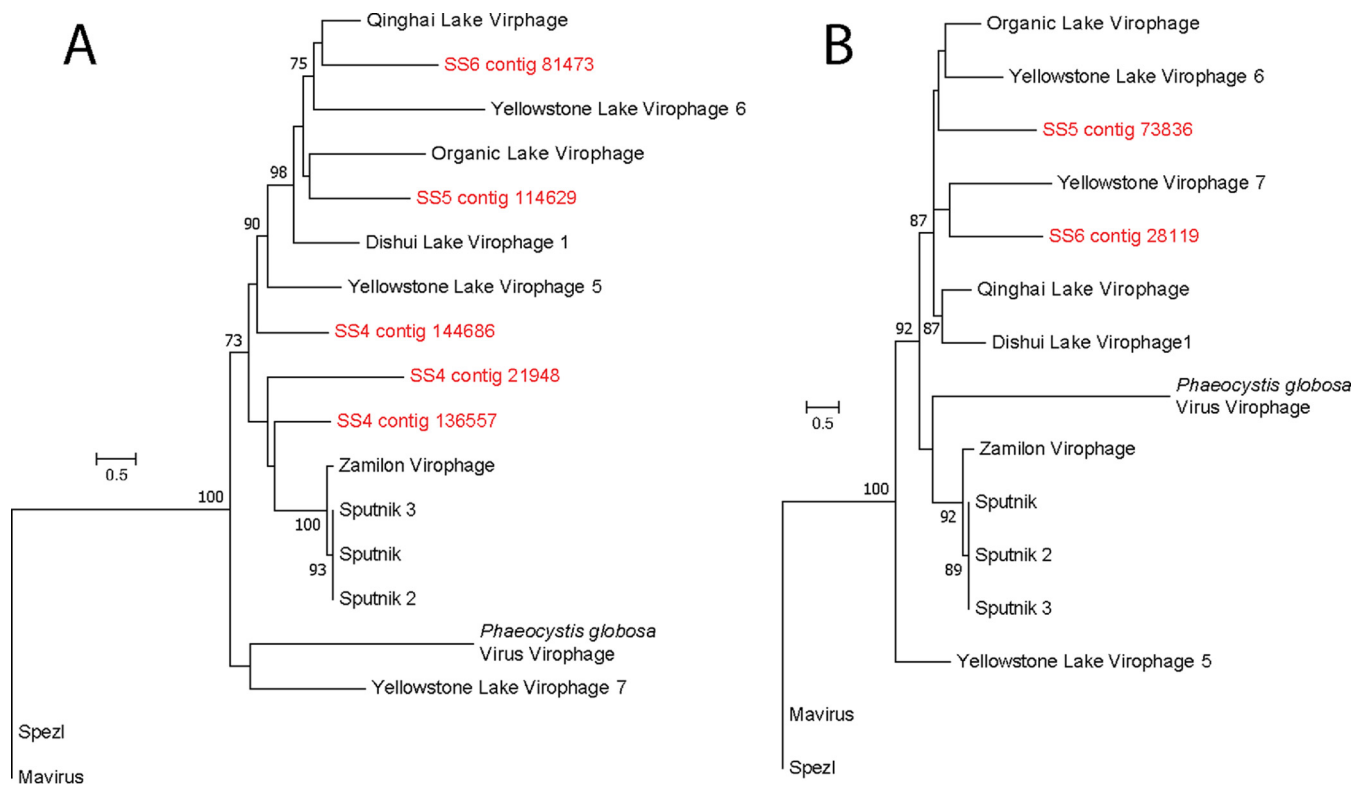 A
Qinghai Lake Virphage
75
SS6 contig 81473
Yellowstone Lake Virophage 6
Organic Lake Virophage
98
SS5 contig 114629
90
Dishui Lake Virophage 1
Yellowstone Lake Virophage 5
SS4 contig 144686
73
SS4 contig 21948
SS4 contig 136557
0.5
Zamilon Virophage
100
Sputnik 3
100
Sputnik
93
Sputnik 2
Phaeocystis globosa
Virus Virophage
Yellowstone Lake Virophage 7
Spezl
Mavirus
B
Organic Lake Virophage
Yellowstone Lake Virophage 6
SS5 contig 73836
Yellowstone Virophage 7
87
SS6 contig 28119
Qinghai Lake Virophage
92
87
Dishui Lake Virophage1
Phaeocystis globosa
Virus Virophage
0.5
Zamilon Virophage
100
Sputnik
92
Sputnik 2
89
Sputnik 3
Yellowstone Lake Virophage 5
Mavirus
Spezl